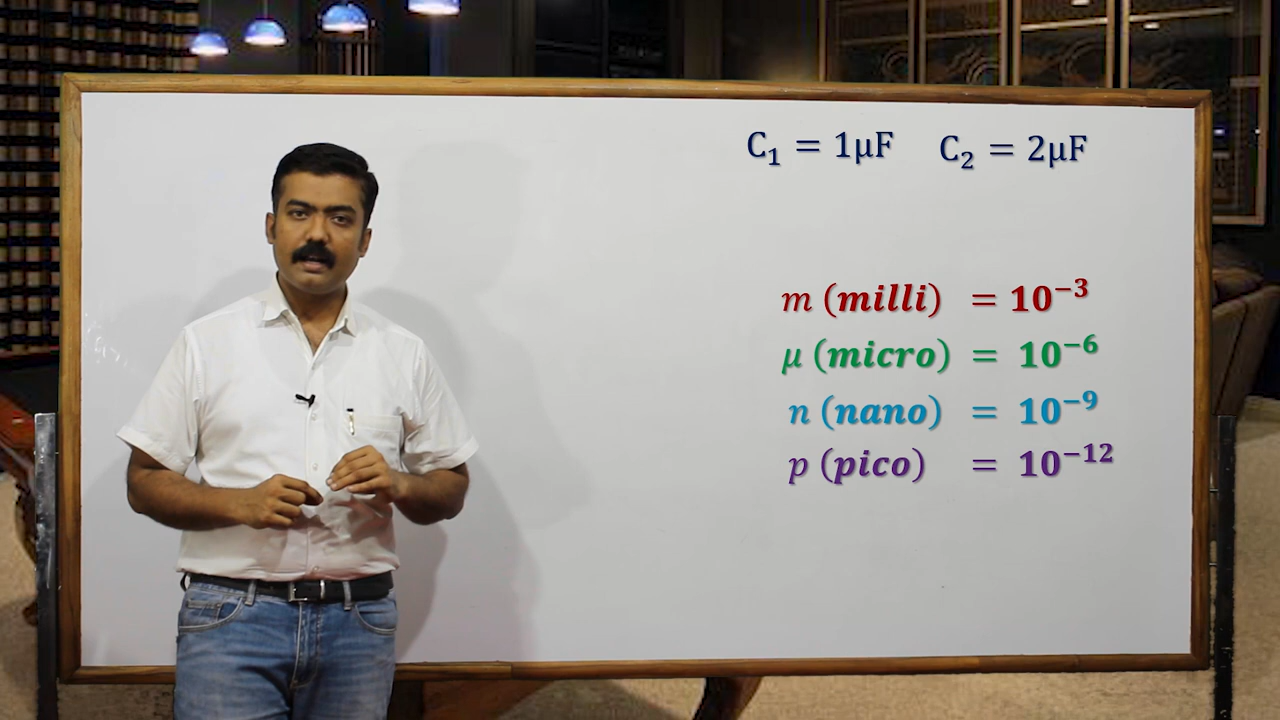 C₁ = 1μF C₂ = 2μF
m (milli) = 10⁻³
μ (micro) = 10⁻⁶
n (nano) = 10⁻⁹
p (pico) = 10⁻¹²